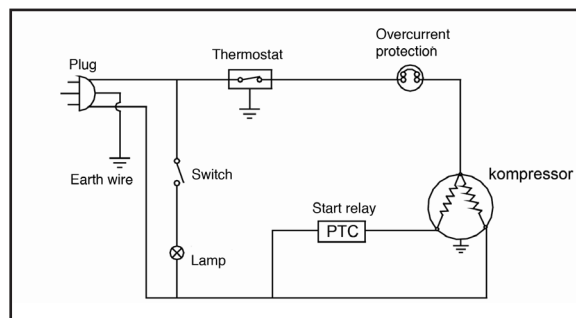 Overcurrent
protection
Thermostat
Plug
Earth wire
Switch
kompressor
Start relay
PTC
Lamp